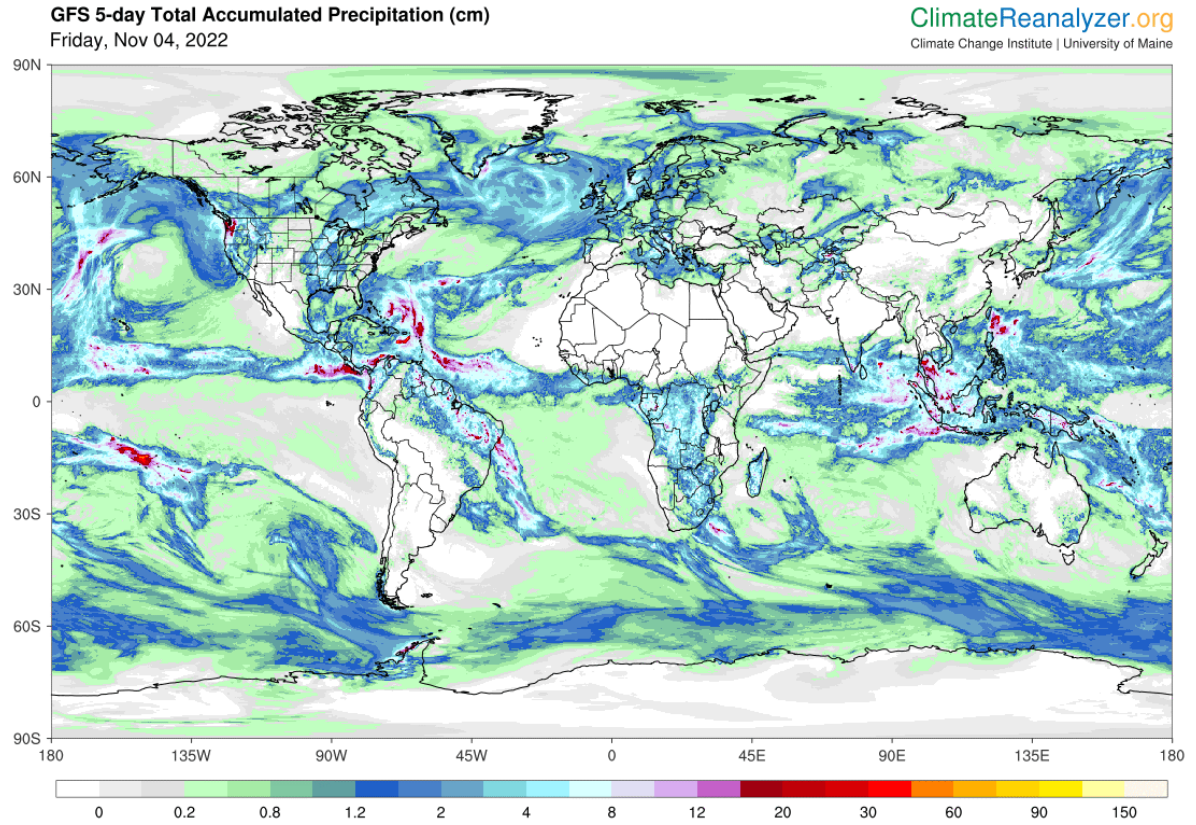 GFS 5-day Total Accumulated Precipitation (cm)
Friday, Nov 04, 2022
ClimateReanalyzer.org
Climate Change Institute | University of Maine
90N
60N
30N
0
30S
60S
90S
180 135W 90W 45W 0 45E 90E 135E 180
0 0.2 0.8 1.2 2 4 8 12 20 30 60 90 150